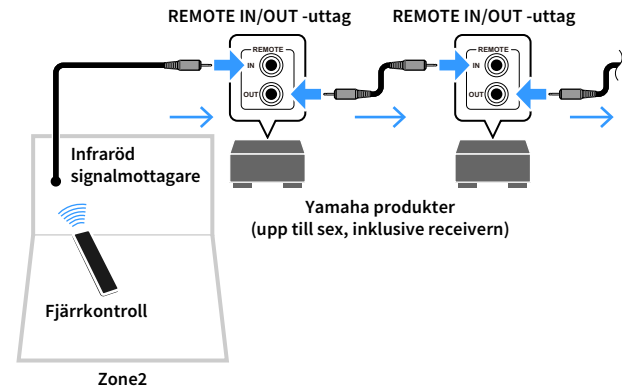 REMOTE IN/OUT -uttag
REMOTE IN/OUT -uttag
REMOTE
IN
OUT
REMOTE
IN
OUT
Infraröd
signalmottagare
Yamaha produkter
(upp till sex, inklusive receivern)
Fjärrkontroll
Zone2